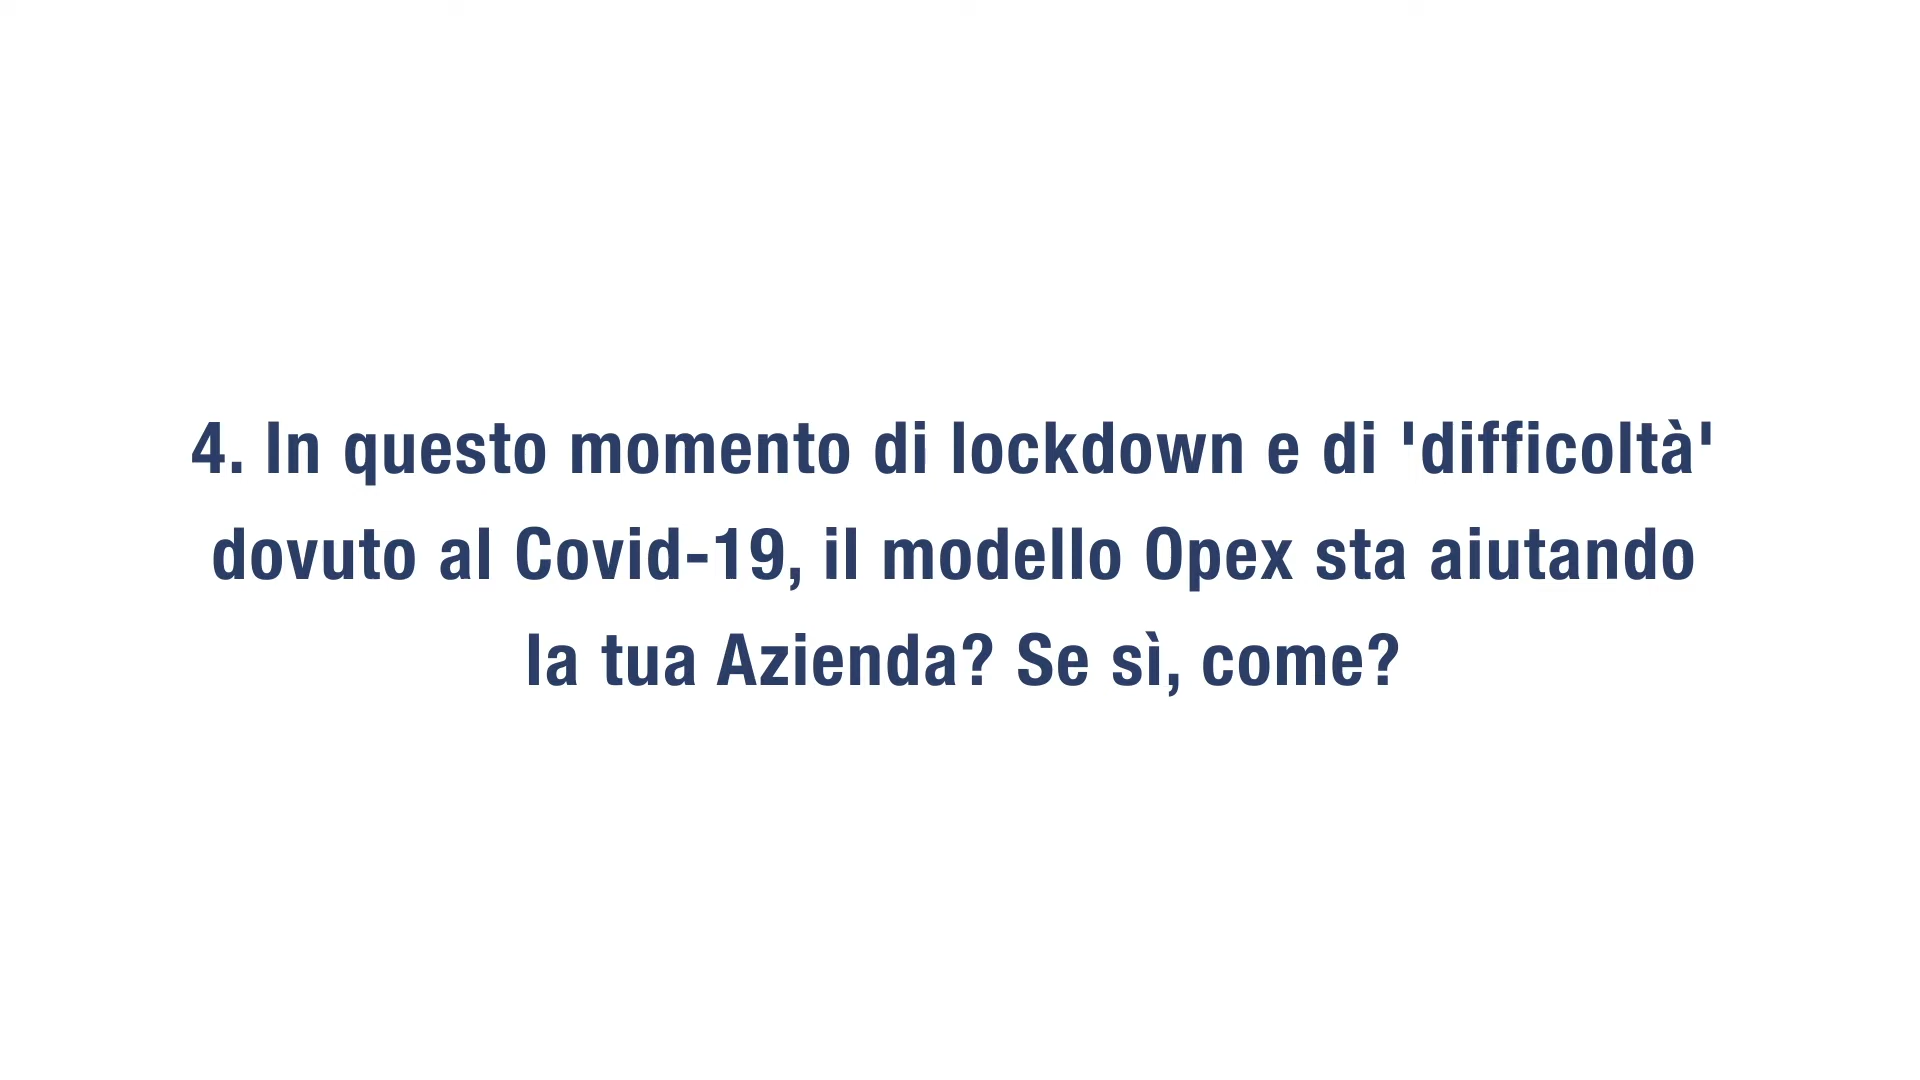 4. In questo momento di lockdown e di 'difficoltà'
dovuto al Covid-19, il modello Opex sta aiutando
la tua Azienda? Se sì, come?